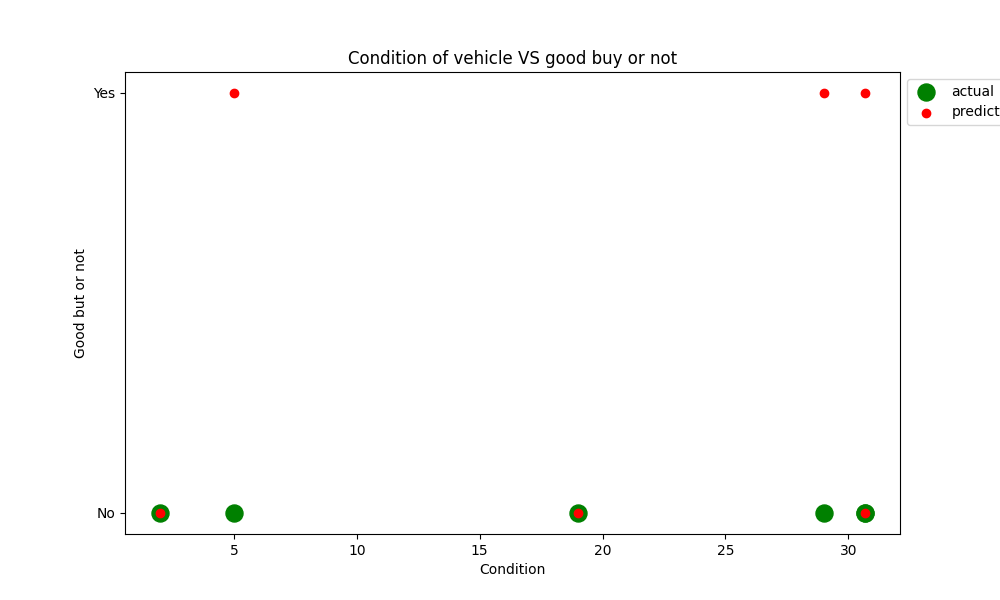 Condition of vehicle VS good buy or not
Yes
No
Good but or not
5
10
15
20
25
30
Condition
actual
predict